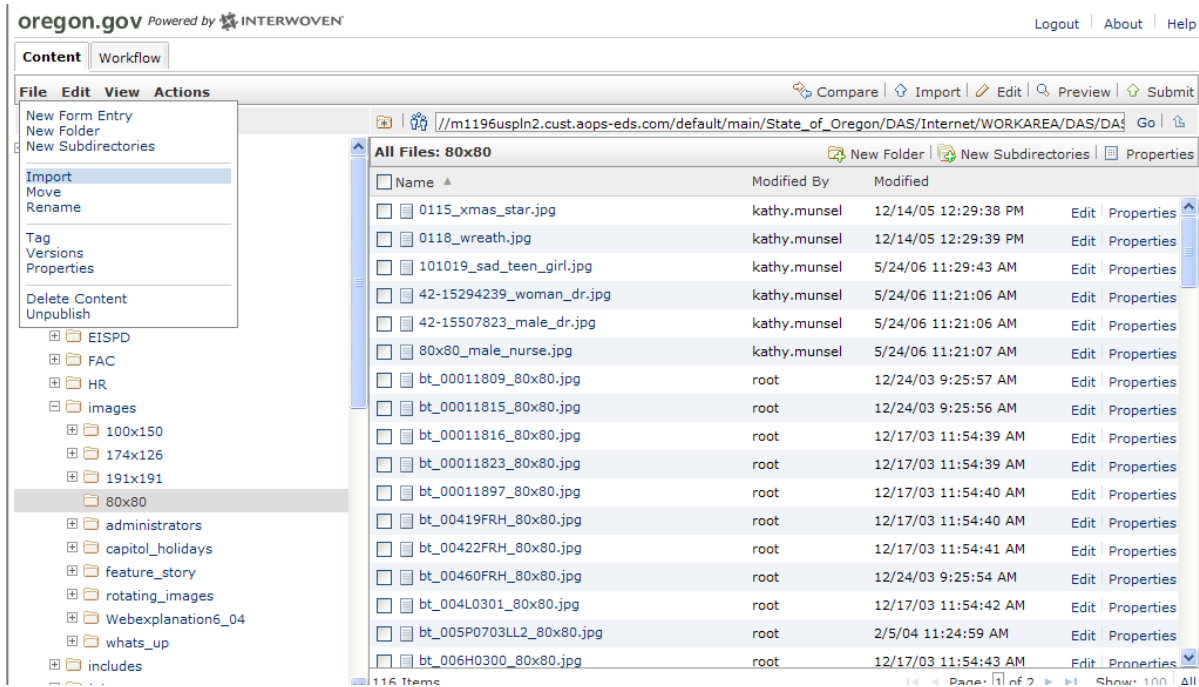 oregon.gov Powered by INTERWOVEN
Logout About Help
Content Workflow
File Edit View Actions
Compare Import Edit Preview Submit
New Form Entry
New Folder
New Subdirectories
Import
Move
Rename
Tag
Versions
Properties
Delete Content
Unpublish
//m1196uspln2.cust.aops-eds.com/default/main/State_of_Oregon/DAS/Internet/WORKAREA/DAS/DAS Go
EISPD
FAC
HR
images
100x150
174x126
191x191
80x80
administrators
capitol_holidays
feature_story
rotating_images
Webexplanation6_04
whats_up
includes
All Files: 80x80 New Folder New Subdirectories Properties
Name Modified By Modified
0115_xmas_star.jpg kathy.munsel 12/14/05 12:29:38 PM Edit Properties
0118_wreath.jpg kathy.munsel 12/14/05 12:29:39 PM Edit Properties
101019_sad_teen_girl.jpg kathy.munsel 5/24/06 11:29:43 AM Edit Properties
42-15294239_woman_dr.jpg kathy.munsel 5/24/06 11:21:06 AM Edit Properties
42-15507823_male_dr.jpg kathy.munsel 5/24/06 11:21:06 AM Edit Properties
80x80_male_nurse.jpg kathy.munsel 5/24/06 11:21:07 AM Edit Properties
bt_00011809_80x80.jpg root 12/24/03 9:25:57 AM Edit Properties
bt_00011815_80x80.jpg root 12/24/03 9:25:56 AM Edit Properties
bt_00011816_80x80.jpg root 12/17/03 11:54:39 AM Edit Properties
bt_00011823_80x80.jpg root 12/17/03 11:54:39 AM Edit Properties
bt_00011897_80x80.jpg root 12/17/03 11:54:40 AM Edit Properties
bt_00419FRH_80x80.jpg root 12/17/03 11:54:40 AM Edit Properties
bt_00422FRH_80x80.jpg root 12/17/03 11:54:41 AM Edit Properties
bt_00460FRH_80x80.jpg root 12/24/03 9:25:54 AM Edit Properties
bt_004L0301_80x80.jpg root 12/17/03 11:54:42 AM Edit Properties
bt_005P0703LL2_80x80.jpg root 2/5/04 11:24:59 AM Edit Properties
bt_006H0300_80x80.jpg root 12/17/03 11:54:43 AM Edit Properties
116 Items Page: 1 of 2 Show: 100 All